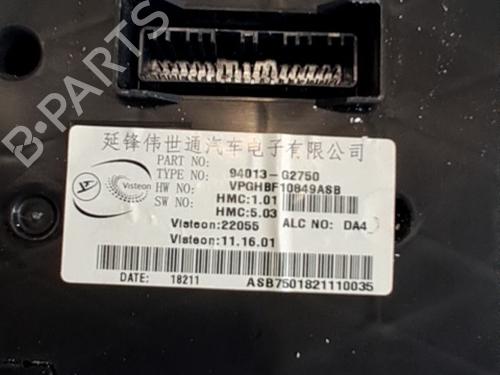 延锋伟世通汽车电子有限公司
PART NO: 94013-G2750
TYPE NO: VPGHBF10849ASB
HW NO: HMC:1.01
SW NO: HMC:5.03
Visteon
Visteon:22055 ALC NO: DA4
Visteon:11.16.01
DATE: 18211 ASB7501821110035